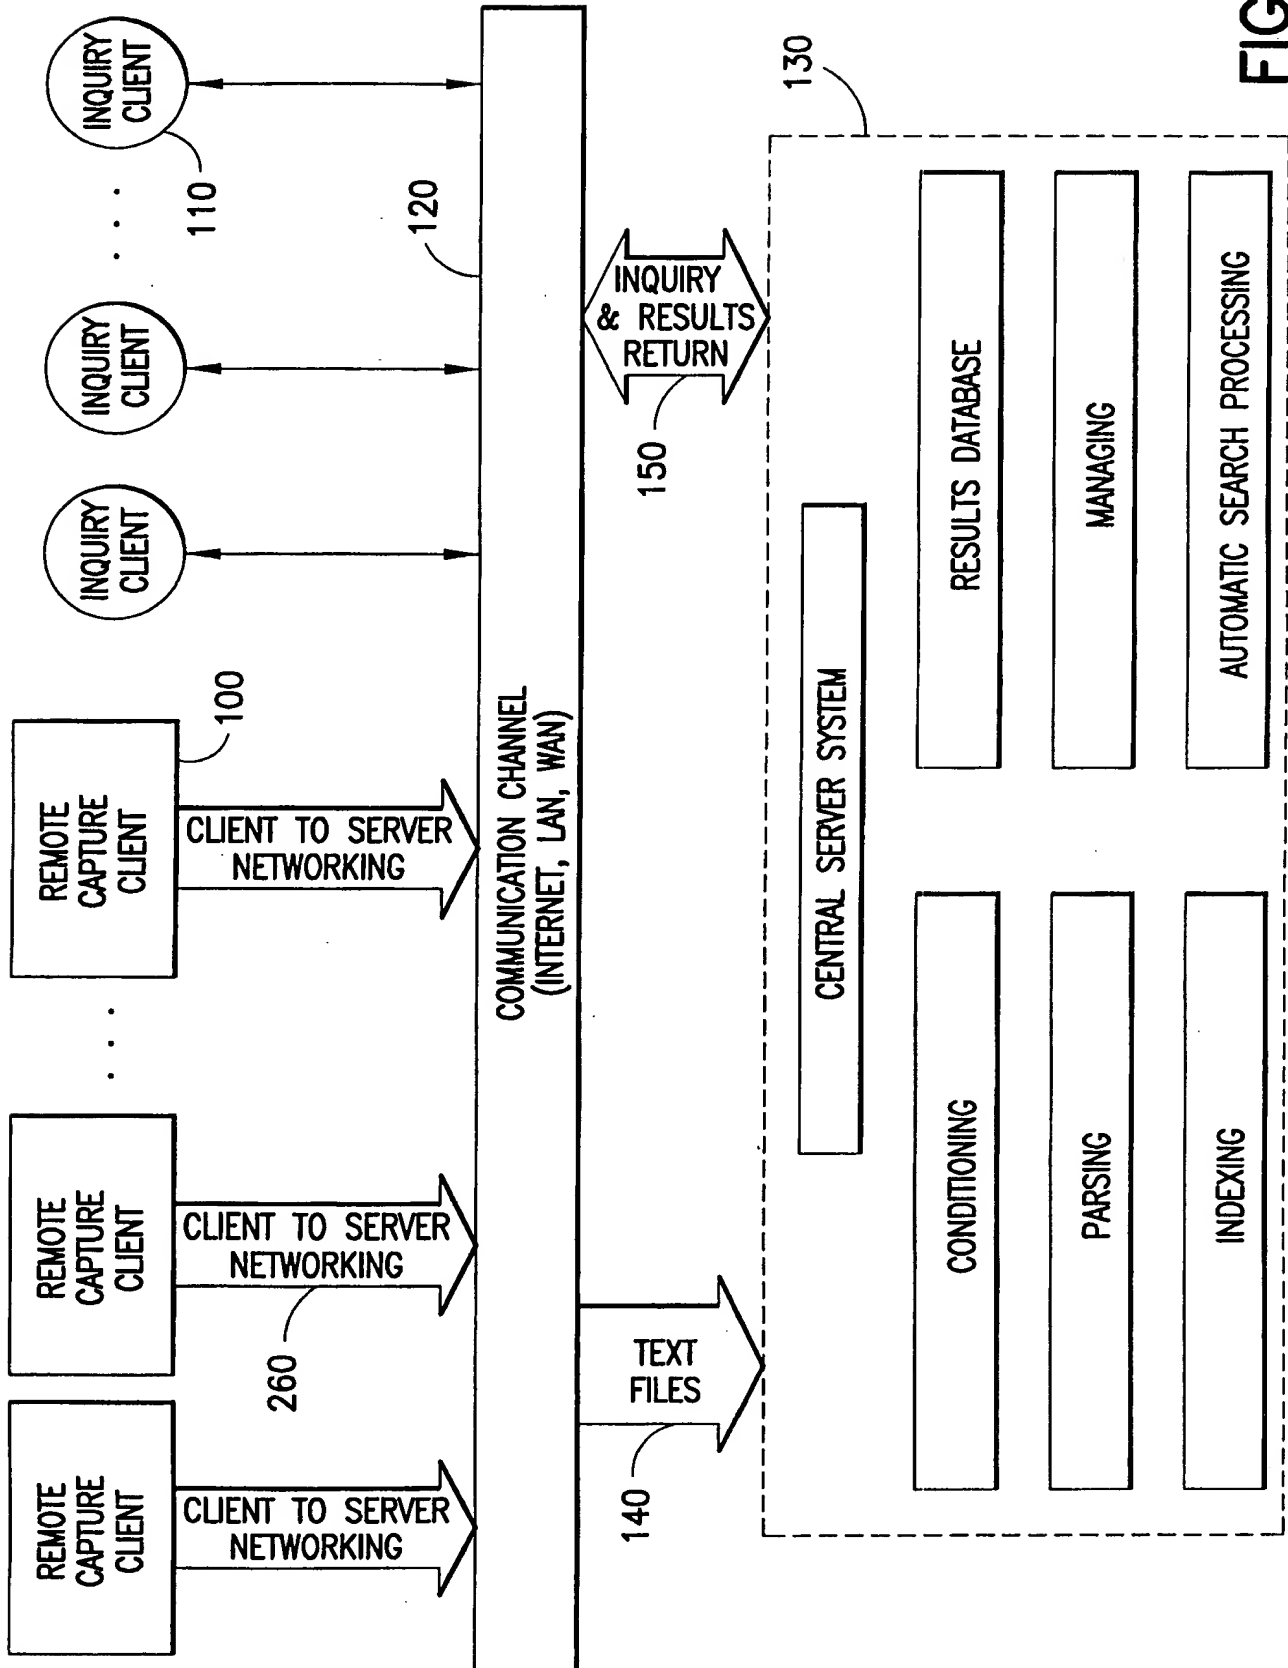 REMOTE
CAPTURE
CLIENT
REMOTE
CAPTURE
CLIENT
. . .
REMOTE
CAPTURE
CLIENT
100
INQUIRY
CLIENT
INQUIRY
CLIENT
. . .
INQUIRY
CLIENT
110
CLIENT TO SERVER
NETWORKING
CLIENT TO SERVER
NETWORKING
260
CLIENT TO SERVER
NETWORKING
120
COMMUNICATION CHANNEL
(INTERNET, LAN, WAN)
TEXT
FILES
140
INQUIRY
& RESULTS
RETURN
150
130
CENTRAL SERVER SYSTEM
CONDITIONING
RESULTS DATABASE
PARSING
MANAGING
INDEXING
AUTOMATIC SEARCH PROCESSING
FIG